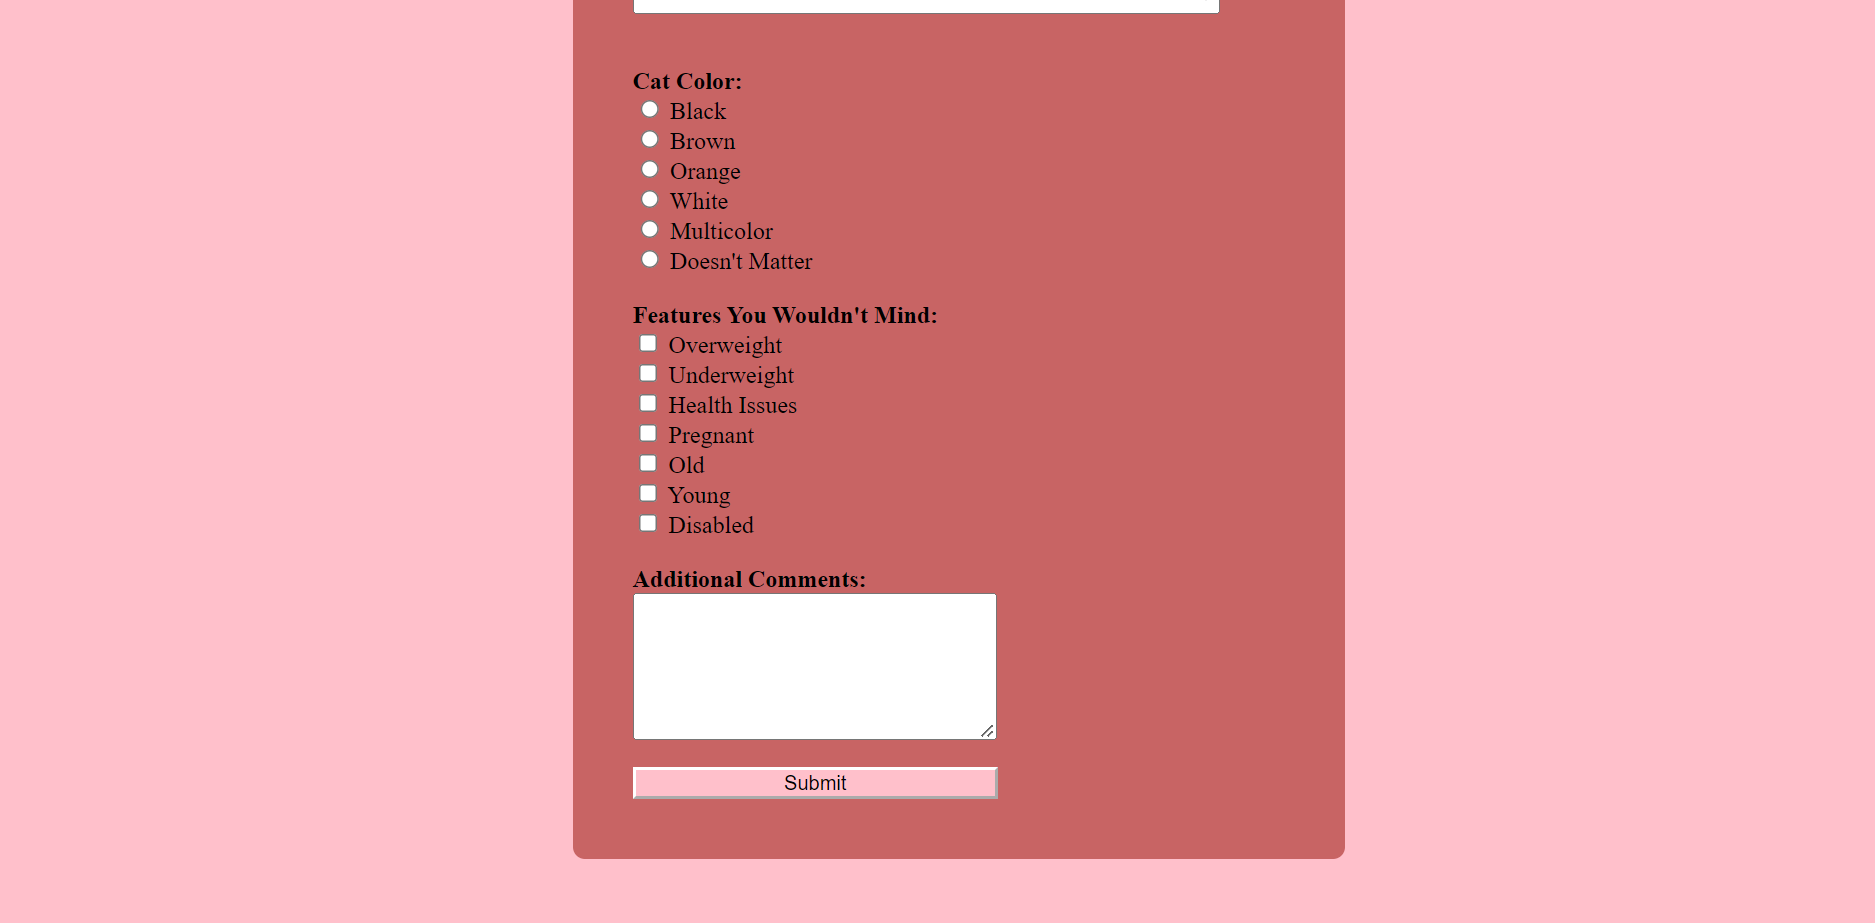 Cat Color:
Black
Brown
Orange
White
Multicolor
Doesn't Matter
Features You Wouldn't Mind:
Overweight
Underweight
Health Issues
Pregnant
Old
Young
Disabled
Additional Comments:
Submit